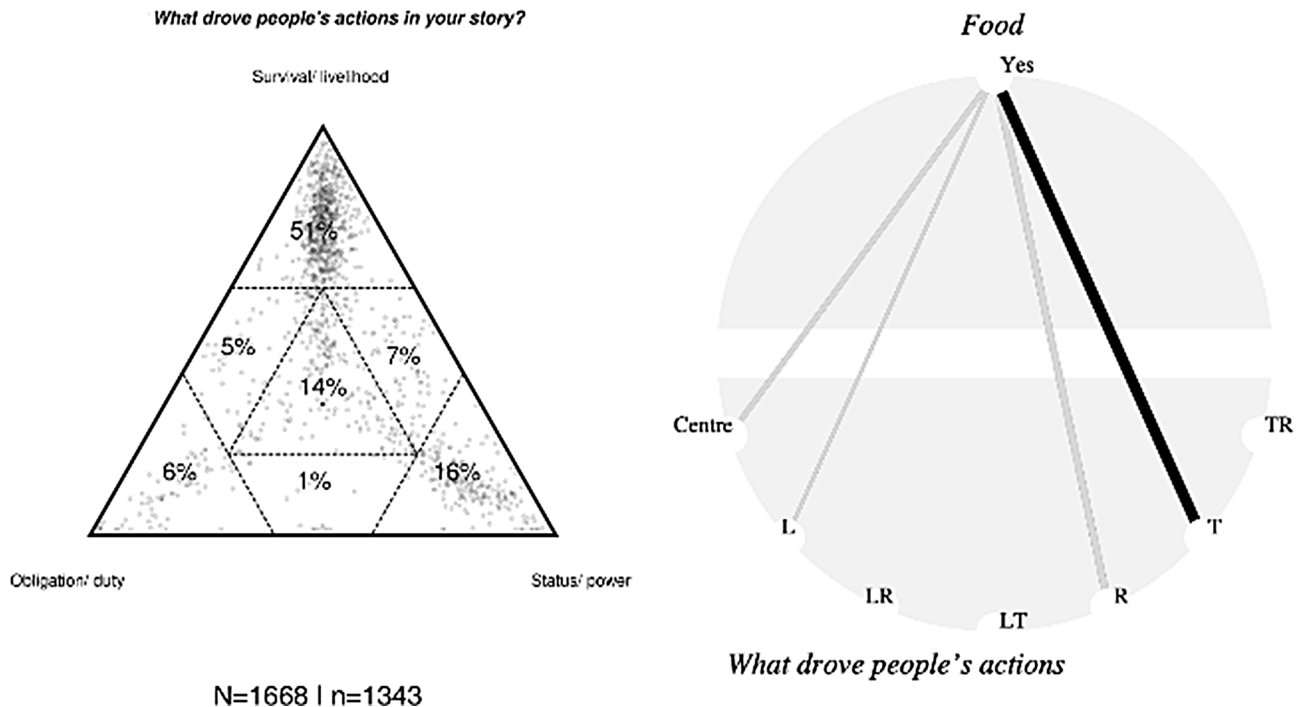 What drove people's actions in your story?
Survival/ livelihood
51%
5%
7%
14%
6%
1%
16%
Obligation/ duty
Status/ power
N=1668 | n=1343
Food
Yes
Centre
TR
L
T
LR
R
LT
What drove people's actions